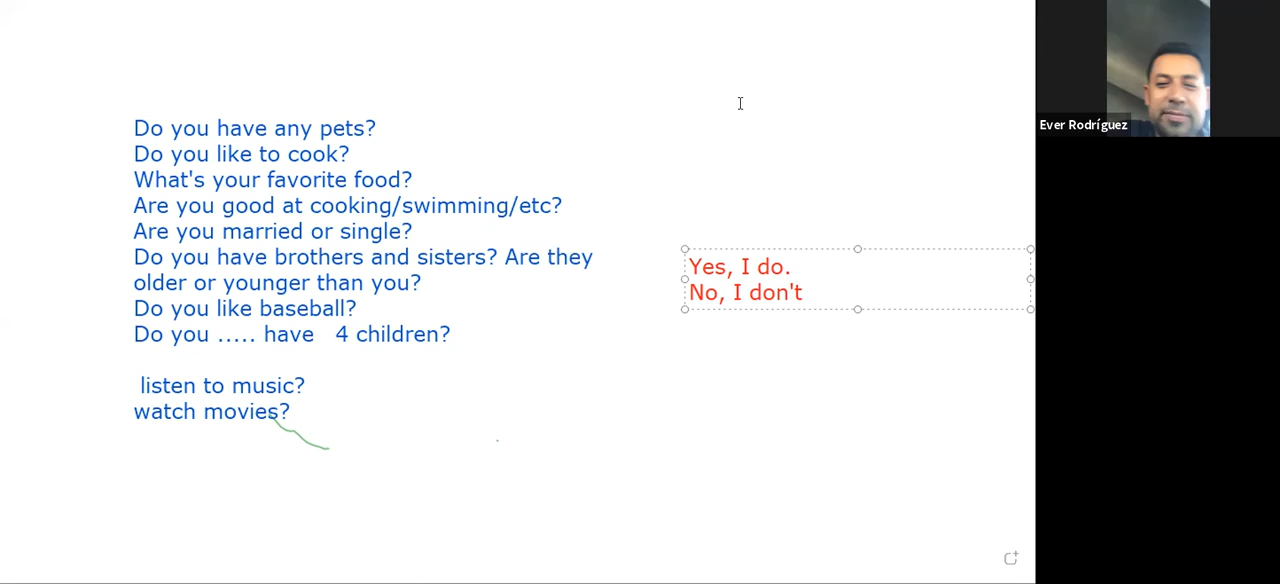 Do you have any pets?
Do you like to cook?
What's your favorite food?
Are you good at cooking/swimming/etc?
Are you married or single?
Do you have brothers and sisters? Are they
older or younger than you?
Do you like baseball?
Do you ..... have 4 children?
listen to music?
watch movies?
Yes, I do.
No, I don't
Ever Rodríguez